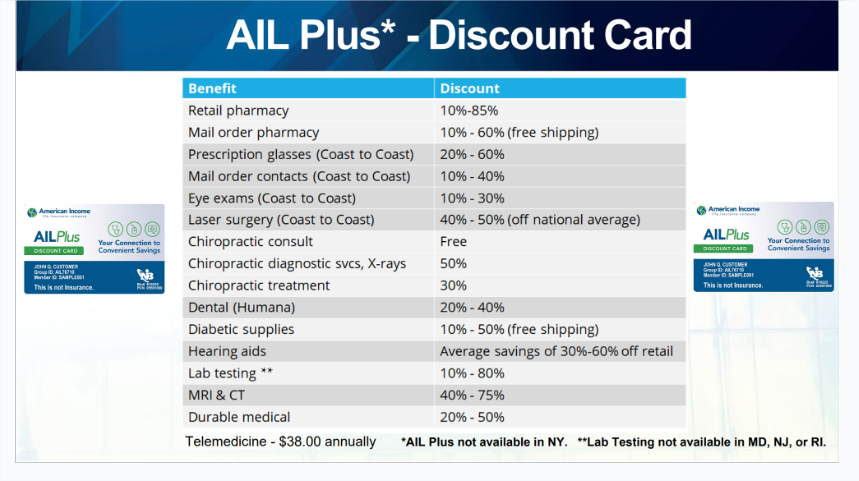 AIL Plus* - Discount Card
Benefit Discount
Retail pharmacy 10%-85%
Mail order pharmacy 10% - 60% (free shipping)
Prescription glasses (Coast to Coast) 20% - 60%
Mail order contacts (Coast to Coast) 10% - 40%
Eye exams (Coast to Coast) 10% - 30%
Laser surgery (Coast to Coast) 40% - 50% (off national average)
Chiropractic consult Free
Chiropractic diagnostic svcs, X-rays 50%
Chiropractic treatment 30%
Dental (Humana) 20% - 40%
Diabetic supplies 10% - 50% (free shipping)
Hearing aids Average savings of 30%-60% off retail
Lab testing ** 10% - 80%
MRI & CT 40% - 75%
Durable medical 20% - 50%
Telemedicine - $38.00 annually *AIL Plus not available in NY. **Lab Testing not available in MD, NJ, or RI.
American Income
life insurance company
AILPlus
DISCOUNT CARD
Your Connection to
Convenient Savings
JOHN Q. CUSTOMER
Group ID: AIL76710
Member ID: SAMPLE001
This is not Insurance.
American Income
life insurance company
AILPlus
DISCOUNT CARD
Your Connection to
Convenient Savings
JOHN Q. CUSTOMER
Group ID: AIL76710
Member ID: SAMPLE001
This is not Insurance.